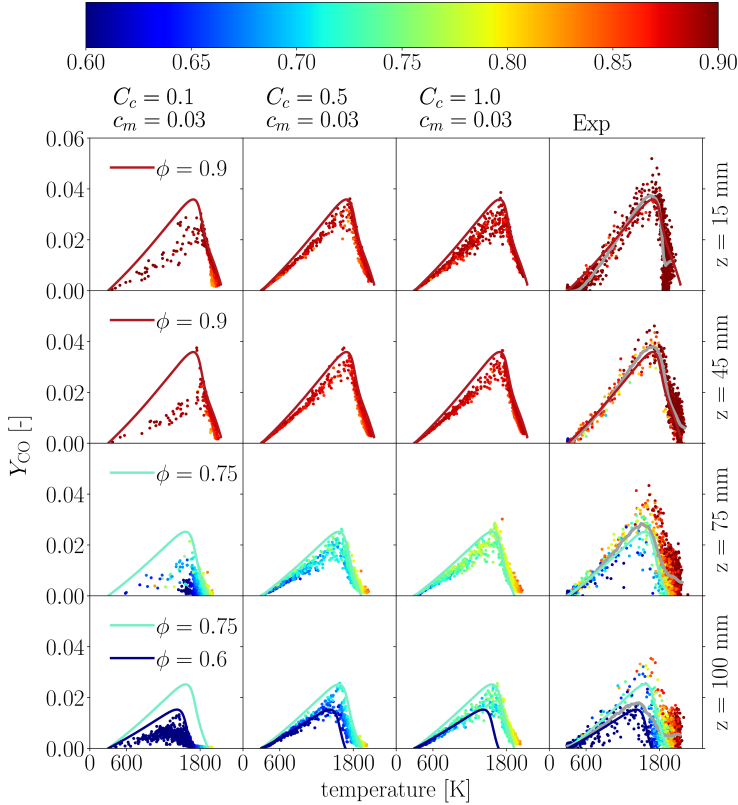 0.60 0.65 0.70 0.75 0.80 0.85 0.90
C_c = 0.1 C_c = 0.5 C_c = 1.0
c_m = 0.03 c_m = 0.03 c_m = 0.03 Exp
0.06
ϕ = 0.9
0.04
0.02
0.00
z = 15 mm
ϕ = 0.9
0.04
0.02
0.00
z = 45 mm
Y_CO [-]
ϕ = 0.75
0.04
0.02
0.00
z = 75 mm
ϕ = 0.75
0.04
ϕ = 0.6
0.02
0.00
z = 100 mm
0 600 1800 0 600 1800 0 600 1800 0 600 1800
temperature [K]